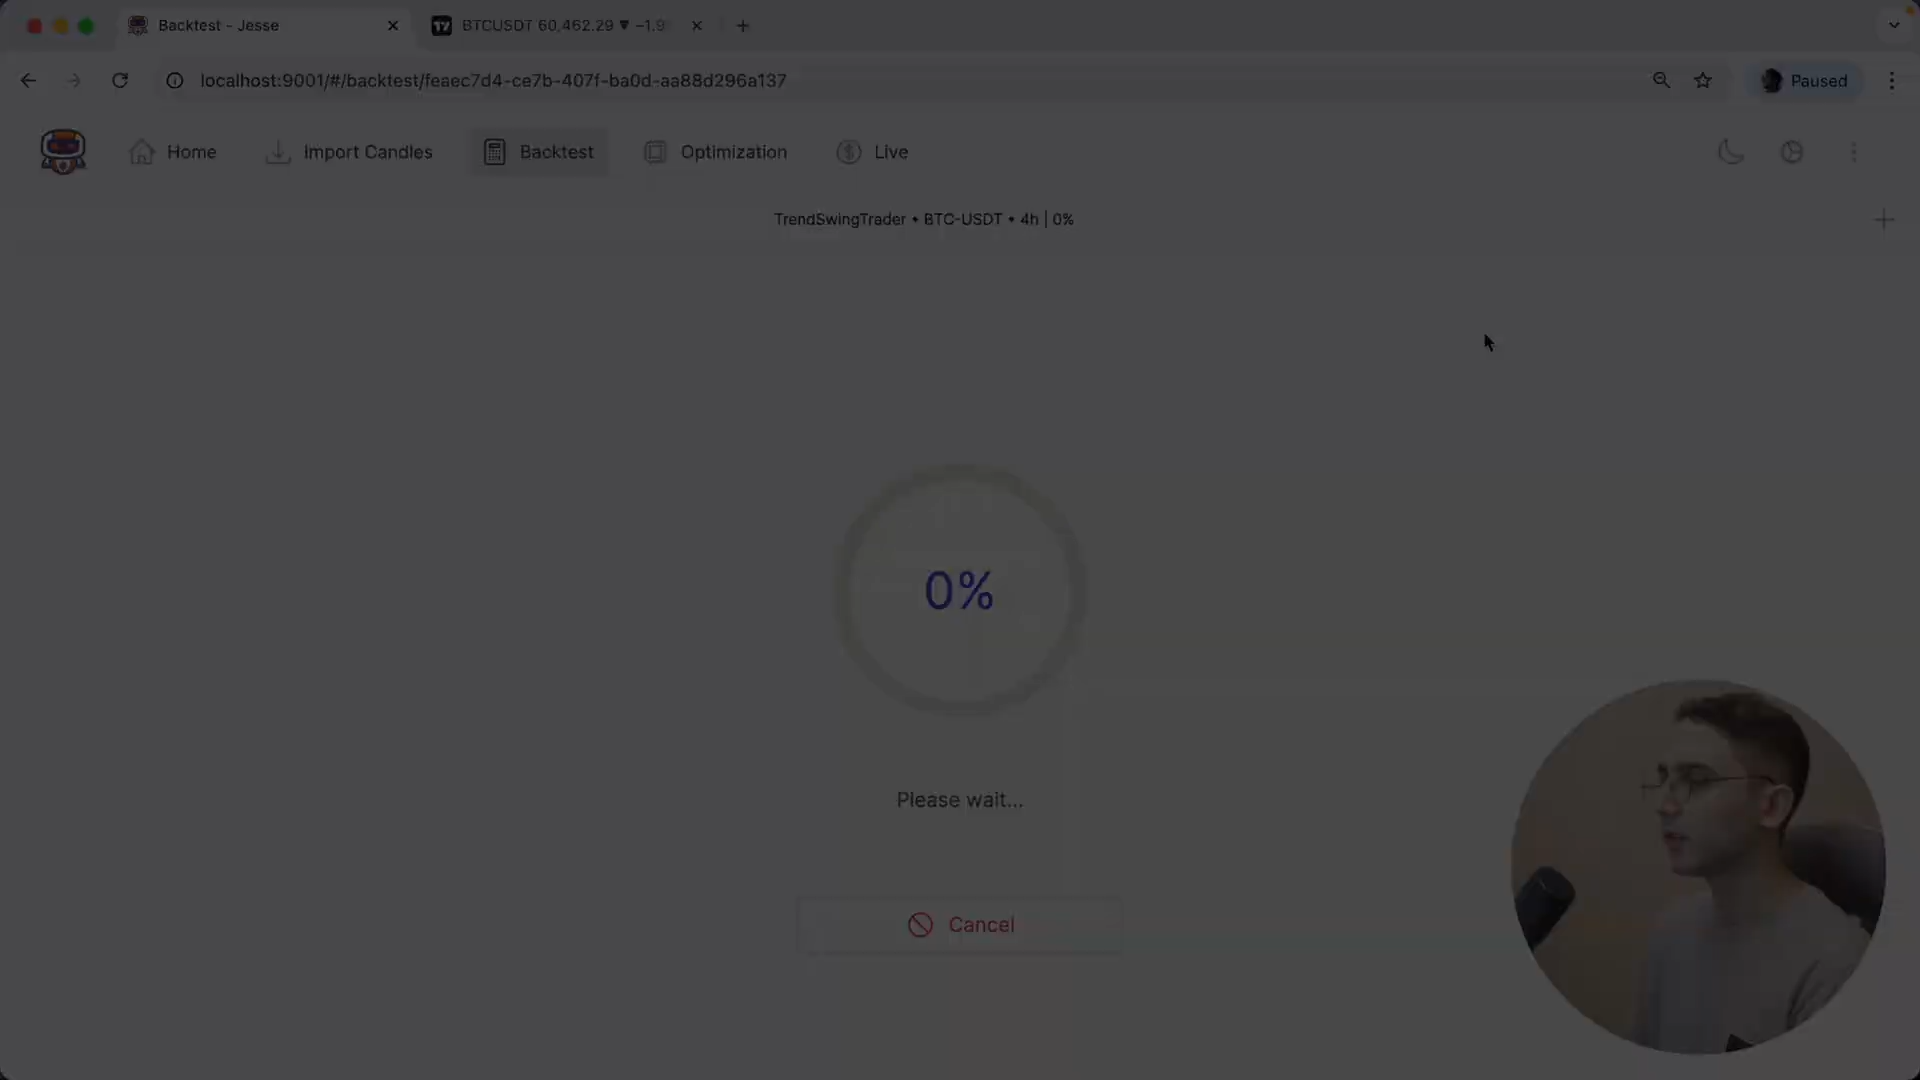 Backtest - Jesse
BTCUSDT 60,462.29 ▼ −1.9
localhost:9001/#/backtest/feaec7d4-ce7b-407f-ba0d-aa88d296a137
Paused
Home
Import Candles
Backtest
Optimization
Live
TrendSwingTrader • BTC-USDT • 4h | 0%
0%
Please wait...
Cancel